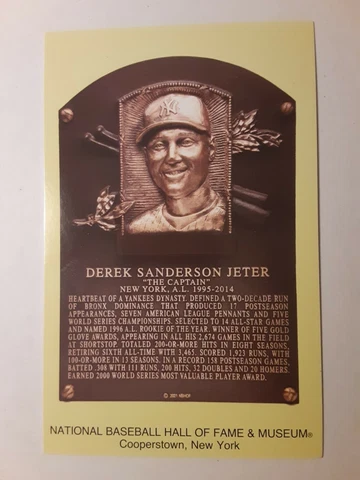 NY
DEREK SANDERSON JETER
"THE CAPTAIN"
NEW YORK, A.L. 1995-2014
HEARTBEAT OF A YANKEES DYNASTY. DEFINED A TWO-DECADE RUN
OF BRONX DOMINANCE THAT PRODUCED 17 POSTSEASON
APPEARANCES, SEVEN AMERICAN LEAGUE PENNANTS AND FIVE
WORLD SERIES CHAMPIONSHIPS. SELECTED TO 14 ALL-STAR GAMES
AND NAMED 1996 A.L. ROOKIE OF THE YEAR. WINNER OF FIVE GOLD
GLOVE AWARDS, APPEARING IN ALL HIS 2,674 GAMES IN THE FIELD
AT SHORTSTOP. TOTALED 200-OR-MORE HITS IN EIGHT SEASONS,
RETIRING SIXTH ALL-TIME WITH 3,465. SCORED 1,923 RUNS, WITH
100-OR-MORE IN 13 SEASONS. IN A RECORD 158 POSTSEASON GAMES,
BATTED .308 WITH 111 RUNS, 200 HITS, 32 DOUBLES AND 20 HOMERS.
EARNED 2000 WORLD SERIES MOST VALUABLE PLAYER AWARD.
© 2021
NATIONAL BASEBALL HALL OF FAME & MUSEUM®
Cooperstown, New York